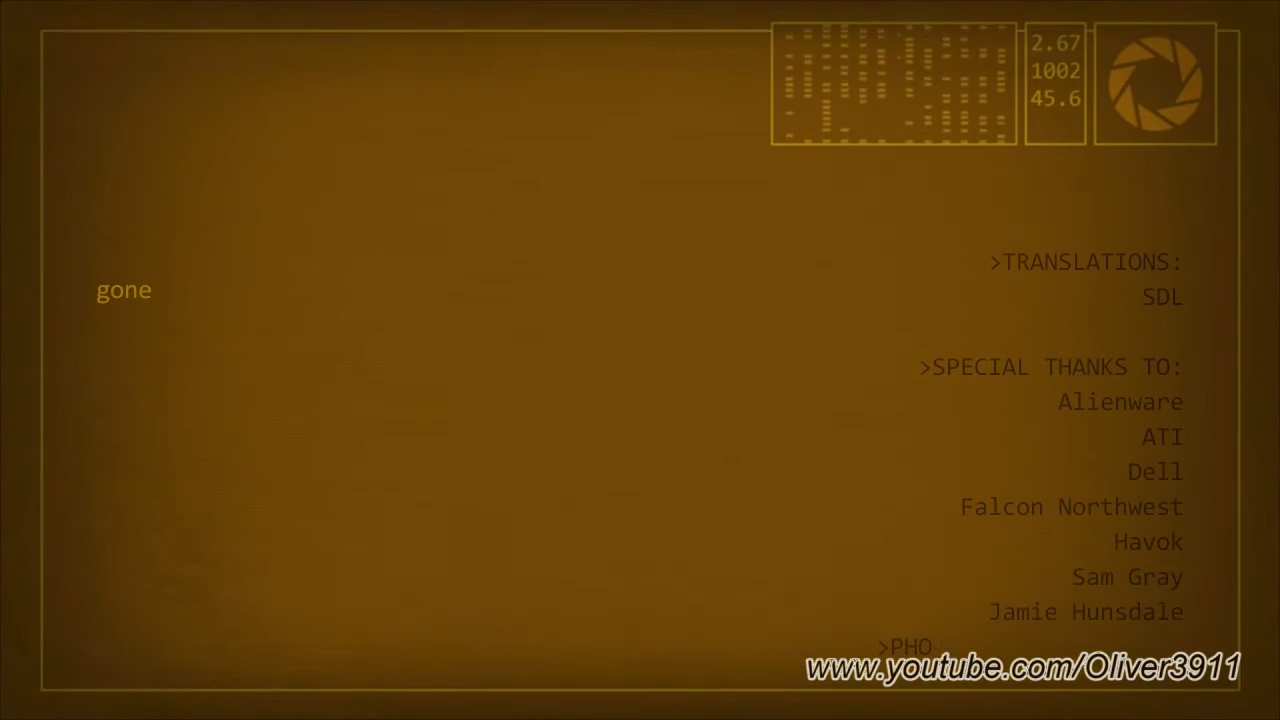 2.67
1002
45.6
gone
>TRANSLATIONS:
SDL
>SPECIAL THANKS TO:
Alienware
ATI
Dell
Falcon Northwest
Havok
Sam Gray
Jamie Hunsdale
>PHO
www.youtube.com/Oliver3911